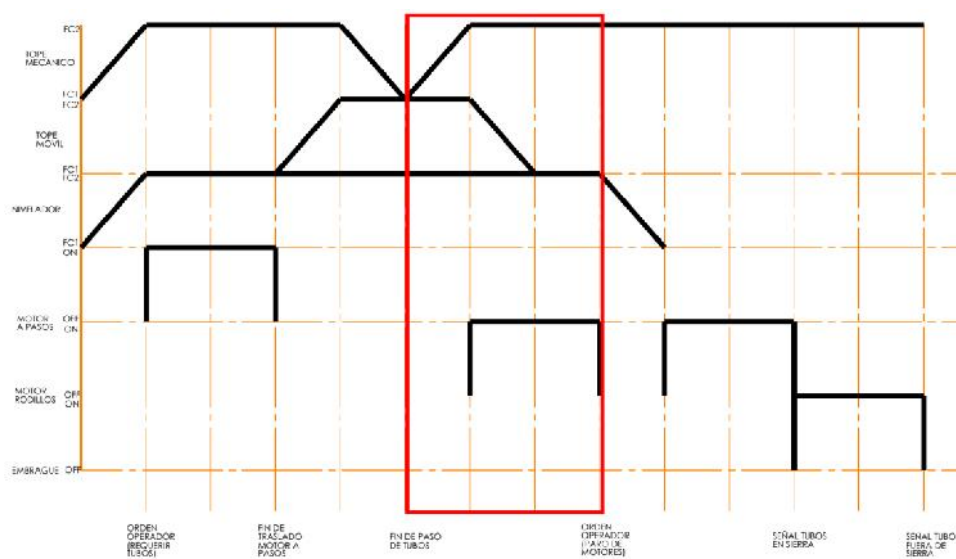 FC2
TOPE
MECÁNICO
FC1
FC2
TOPE
MÓVIL
FC1
FC2
NIVELADOR
FC1
ON
MOTOR
A PASOS
OFF
ON
MOTOR
RODILLOS
OFF
ON
EMBRAGUE
OFF
ORDEN
OPERADOR
(REQUERIR
TUBOS)
FIN DE
TRASLADO
MOTOR A
PASOS
FIN DE PASO
DE TUBOS
ORDEN
OPERADOR
(PARO DE
MOTORES)
SEÑAL TUBOS
EN SIERRA
SEÑAL TUBO
FUERA DE
SIERRA